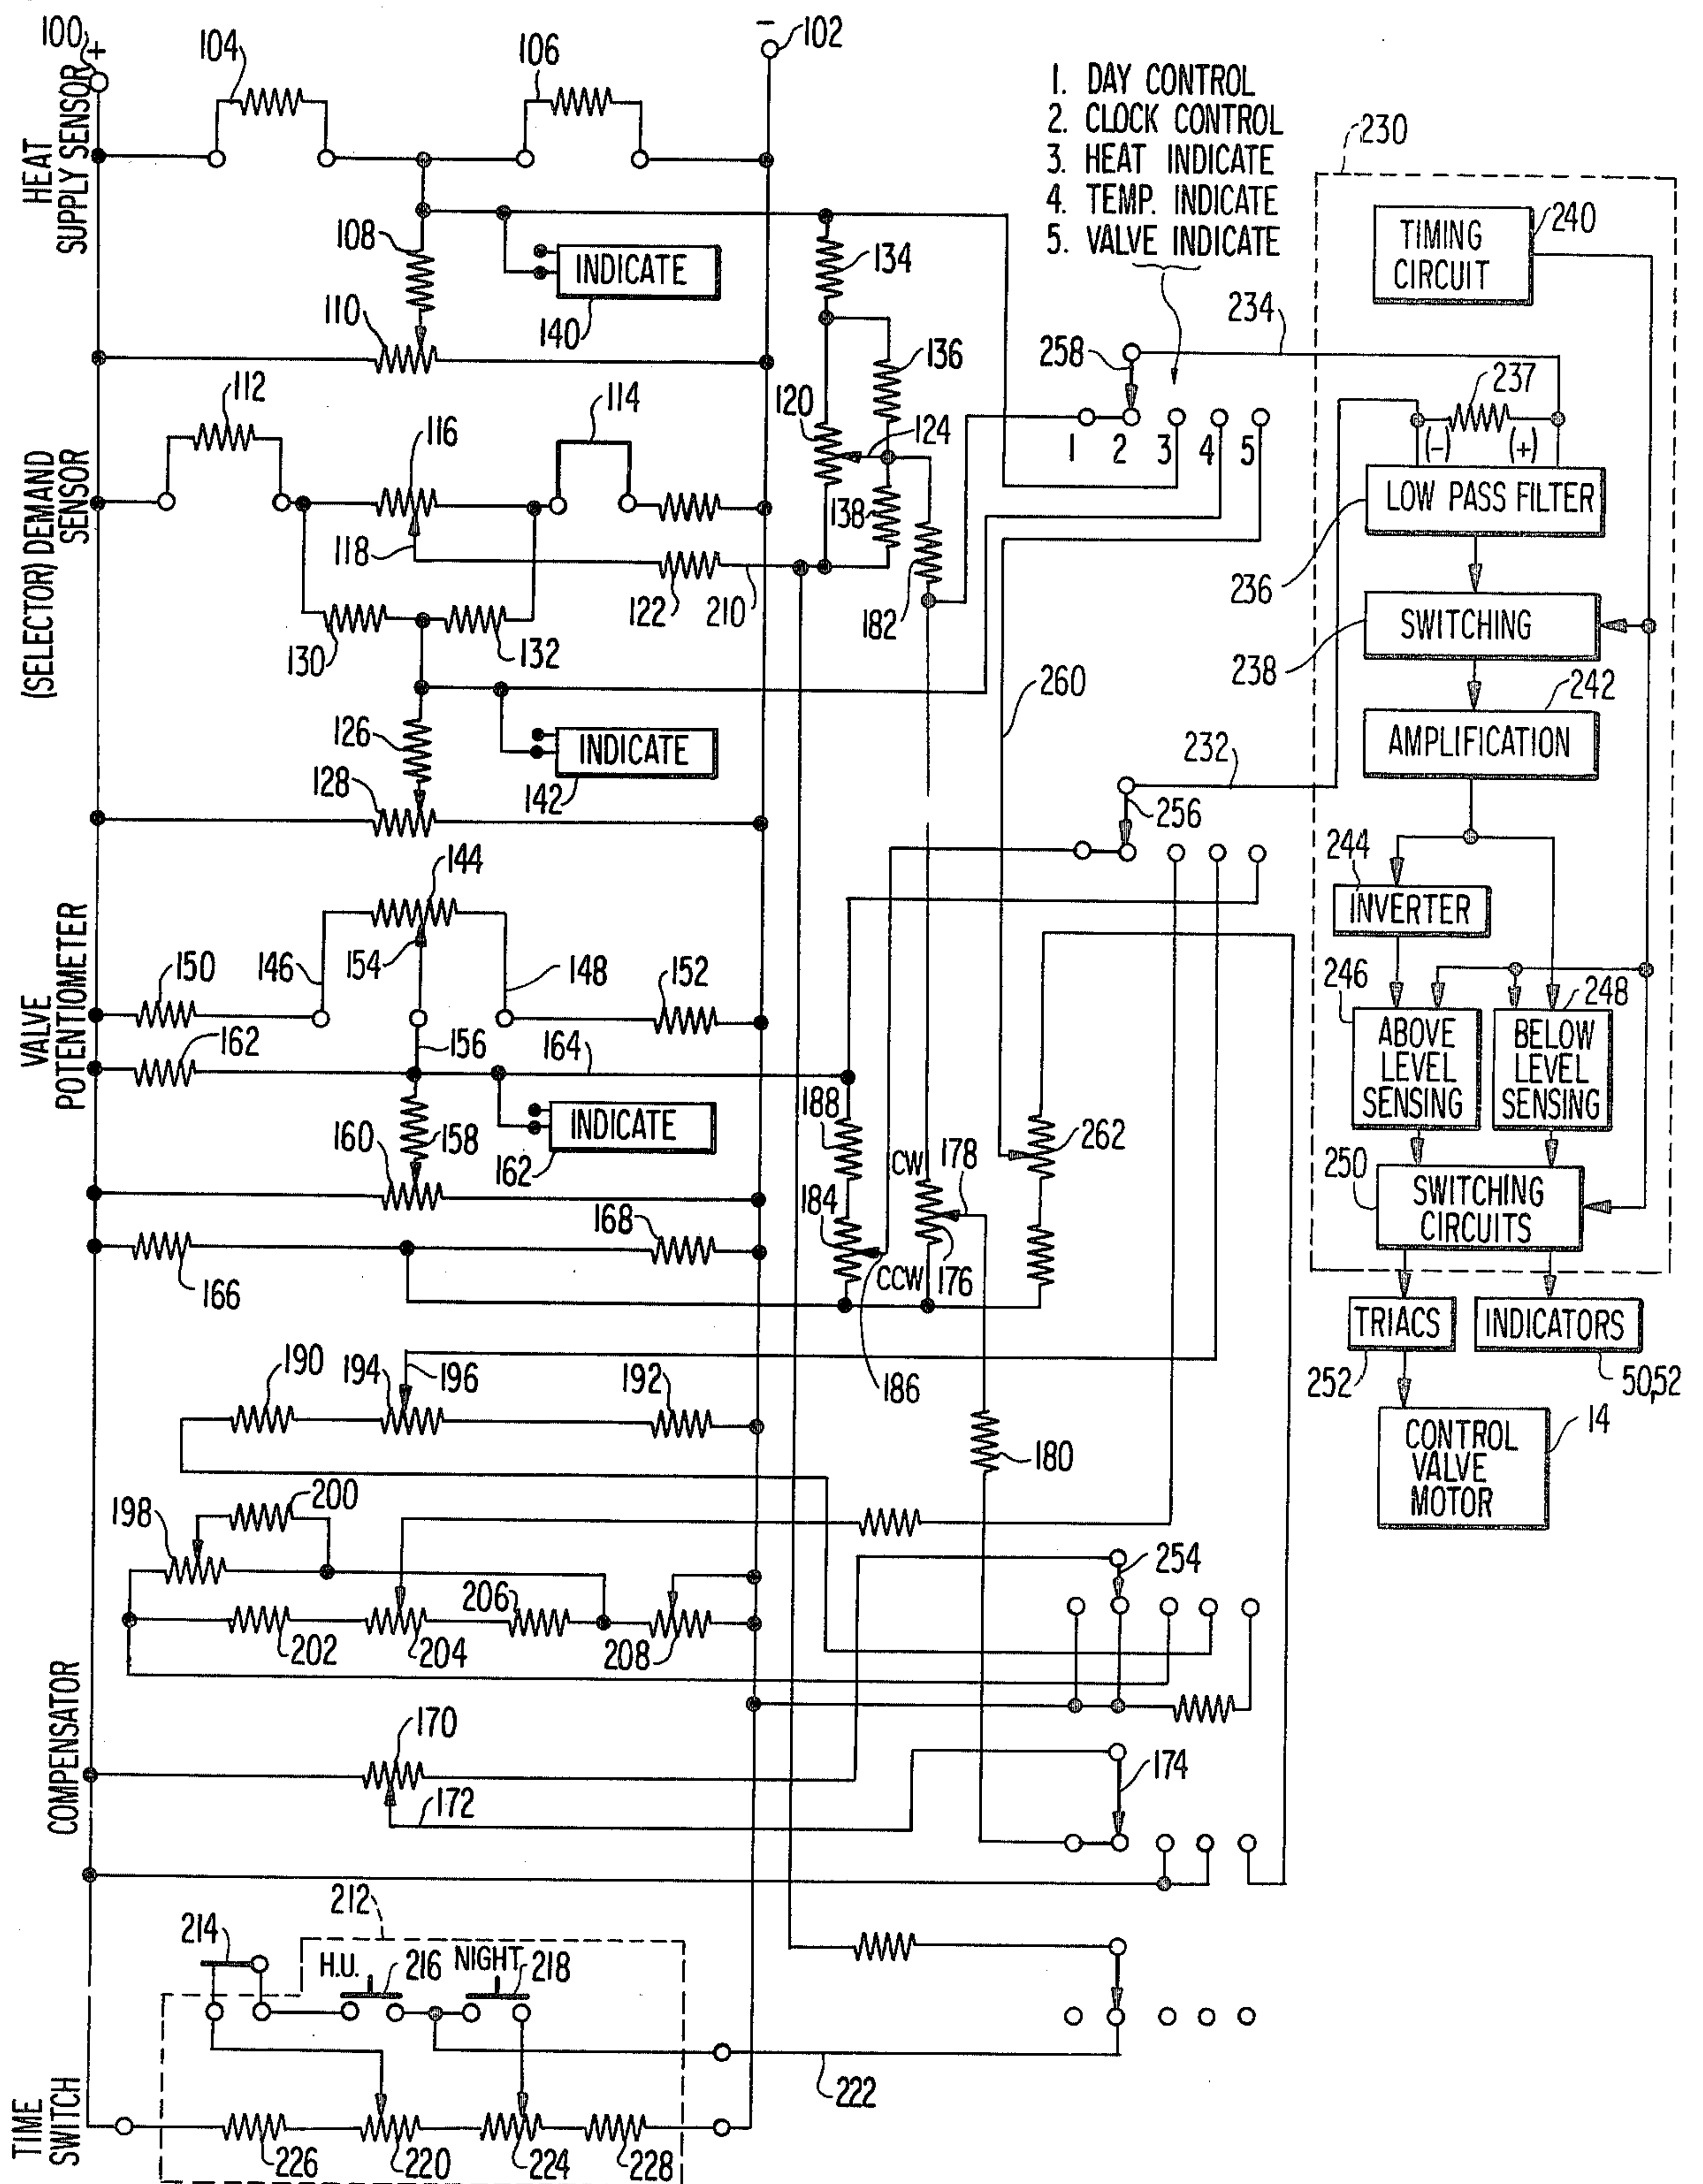 100
+
104
106
−
102
HEAT
SUPPLY SENSOR
1. DAY CONTROL
2. CLOCK CONTROL
3. HEAT INDICATE
4. TEMP. INDICATE
5. VALVE INDICATE
230
TIMING
CIRCUIT
240
108
INDICATE
140
134
110
136
234
258
237
112
116
114
120
124
1 2 3 4 5
(-) (+)
LOW PASS FILTER
236
(SELECTOR) DEMAND
SENSOR
118
138
122
210
182
130
132
SWITCHING
238
260
242
AMPLIFICATION
126
INDICATE
142
128
232
256
144
244
INVERTER
VALVE
POTENTIOMETER
150
146
154
148
152
246
248
ABOVE
LEVEL
SENSING
BELOW
LEVEL
SENSING
162
156
164
188
INDICATE
162
160
158
262
CW
178
250
SWITCHING
CIRCUITS
184
168
166
CCW
176
TRIACS
INDICATORS
252
50,52
190
194
196
192
186
14
CONTROL
VALVE
MOTOR
180
198
200
254
206
202
204
208
COMPENSATOR
170
172
174
212
214
H.U.
216
NIGHT
218
222
TIME
SWITCH
226
220
224
228